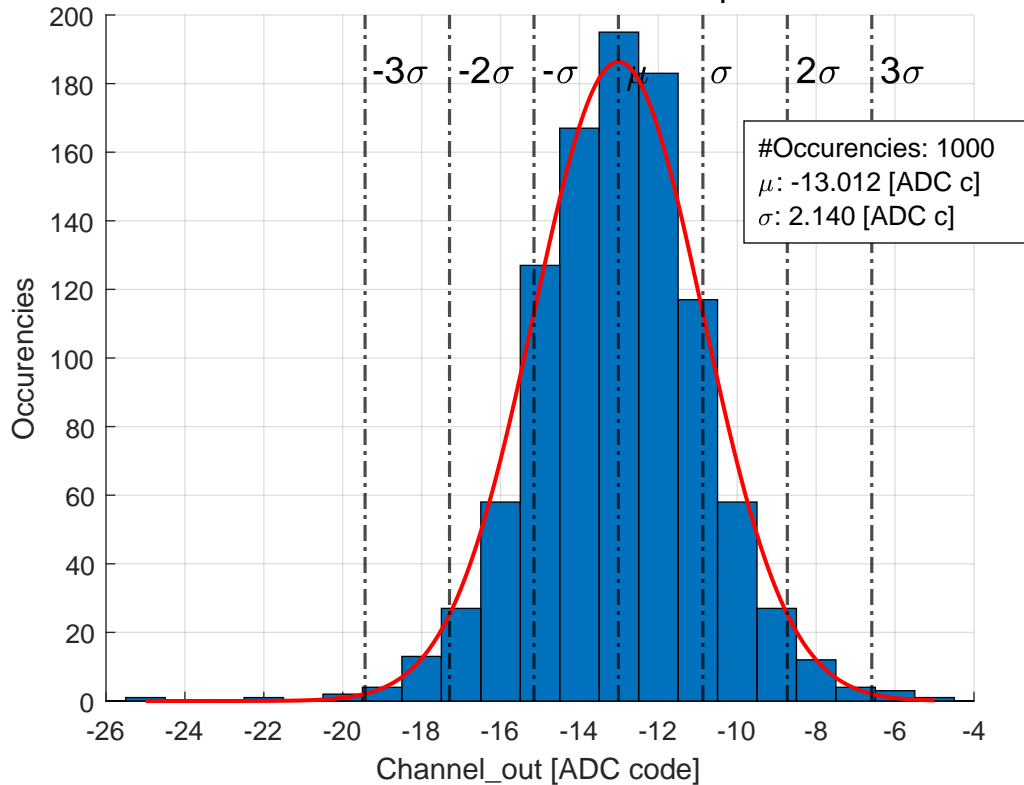 200
180
160
140
120
100
80
60
40
20
0
Occurencies
-3σ -2σ -σ μ σ 2σ 3σ
#Occurencies: 1000
μ: -13.012 [ADC c]
σ: 2.140 [ADC c]
-26 -24 -22 -20 -18 -16 -14 -12 -10 -8 -6 -4
Channel_out [ADC code]